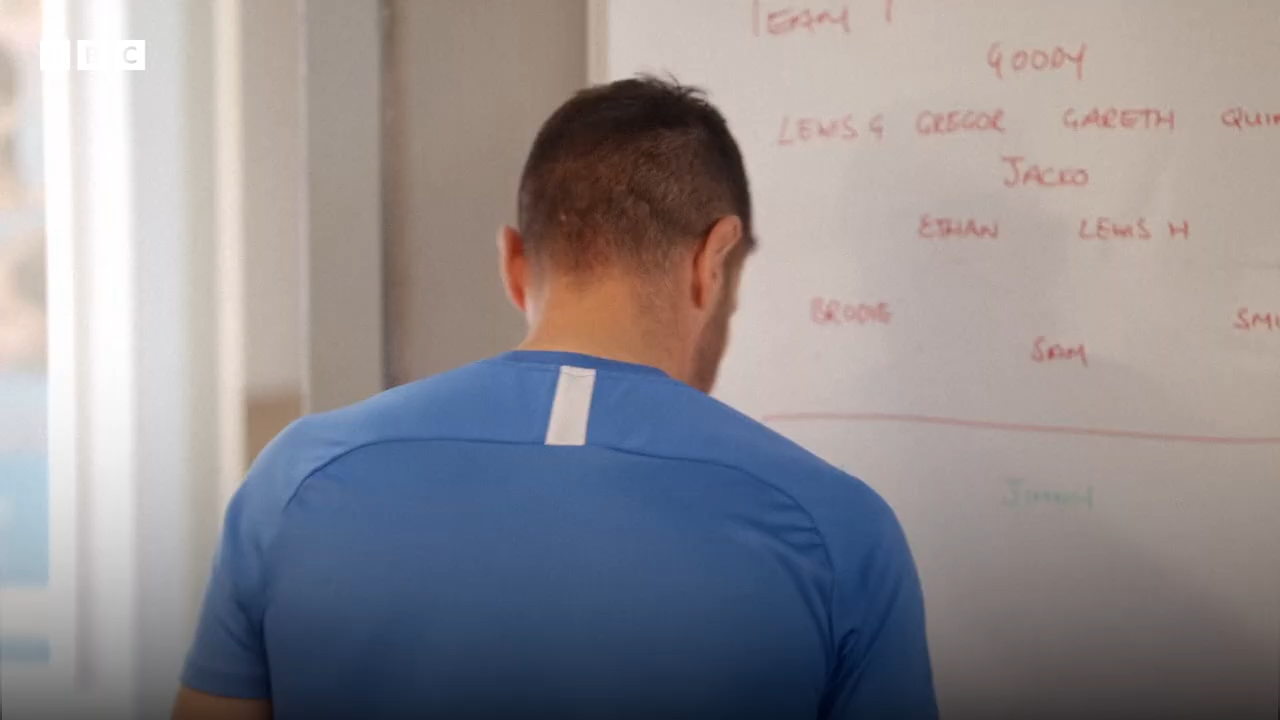 BBC
TEAM 1
GOODY
LEWIS G GREGOR GARETH
JACKO
ETHAN LEWIS H
BRODIE
SAM